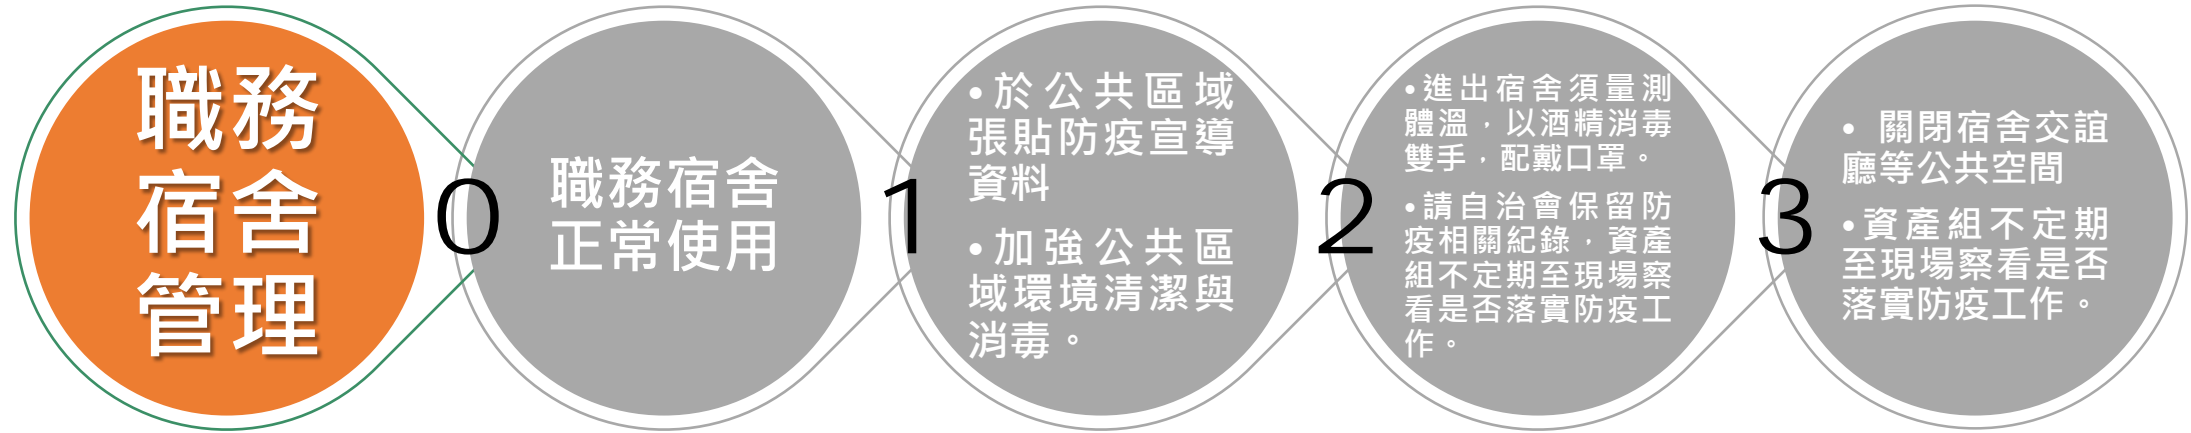 職務
宿舍
管理
0
職務宿舍
正常使用
1
•於公共區域
張貼防疫宣導
資料
•加強公共區
域環境清潔與
消毒。
2
•進出宿舍須量測
體溫，以酒精消毒
雙手，配戴口罩。
•請自治會保留防
疫相關紀錄，資產
組不定期至現場察
看是否落實防疫工
作。
3
• 關閉宿舍交誼
廳等公共空間
•資產組不定期
至現場察看是否
落實防疫工作。